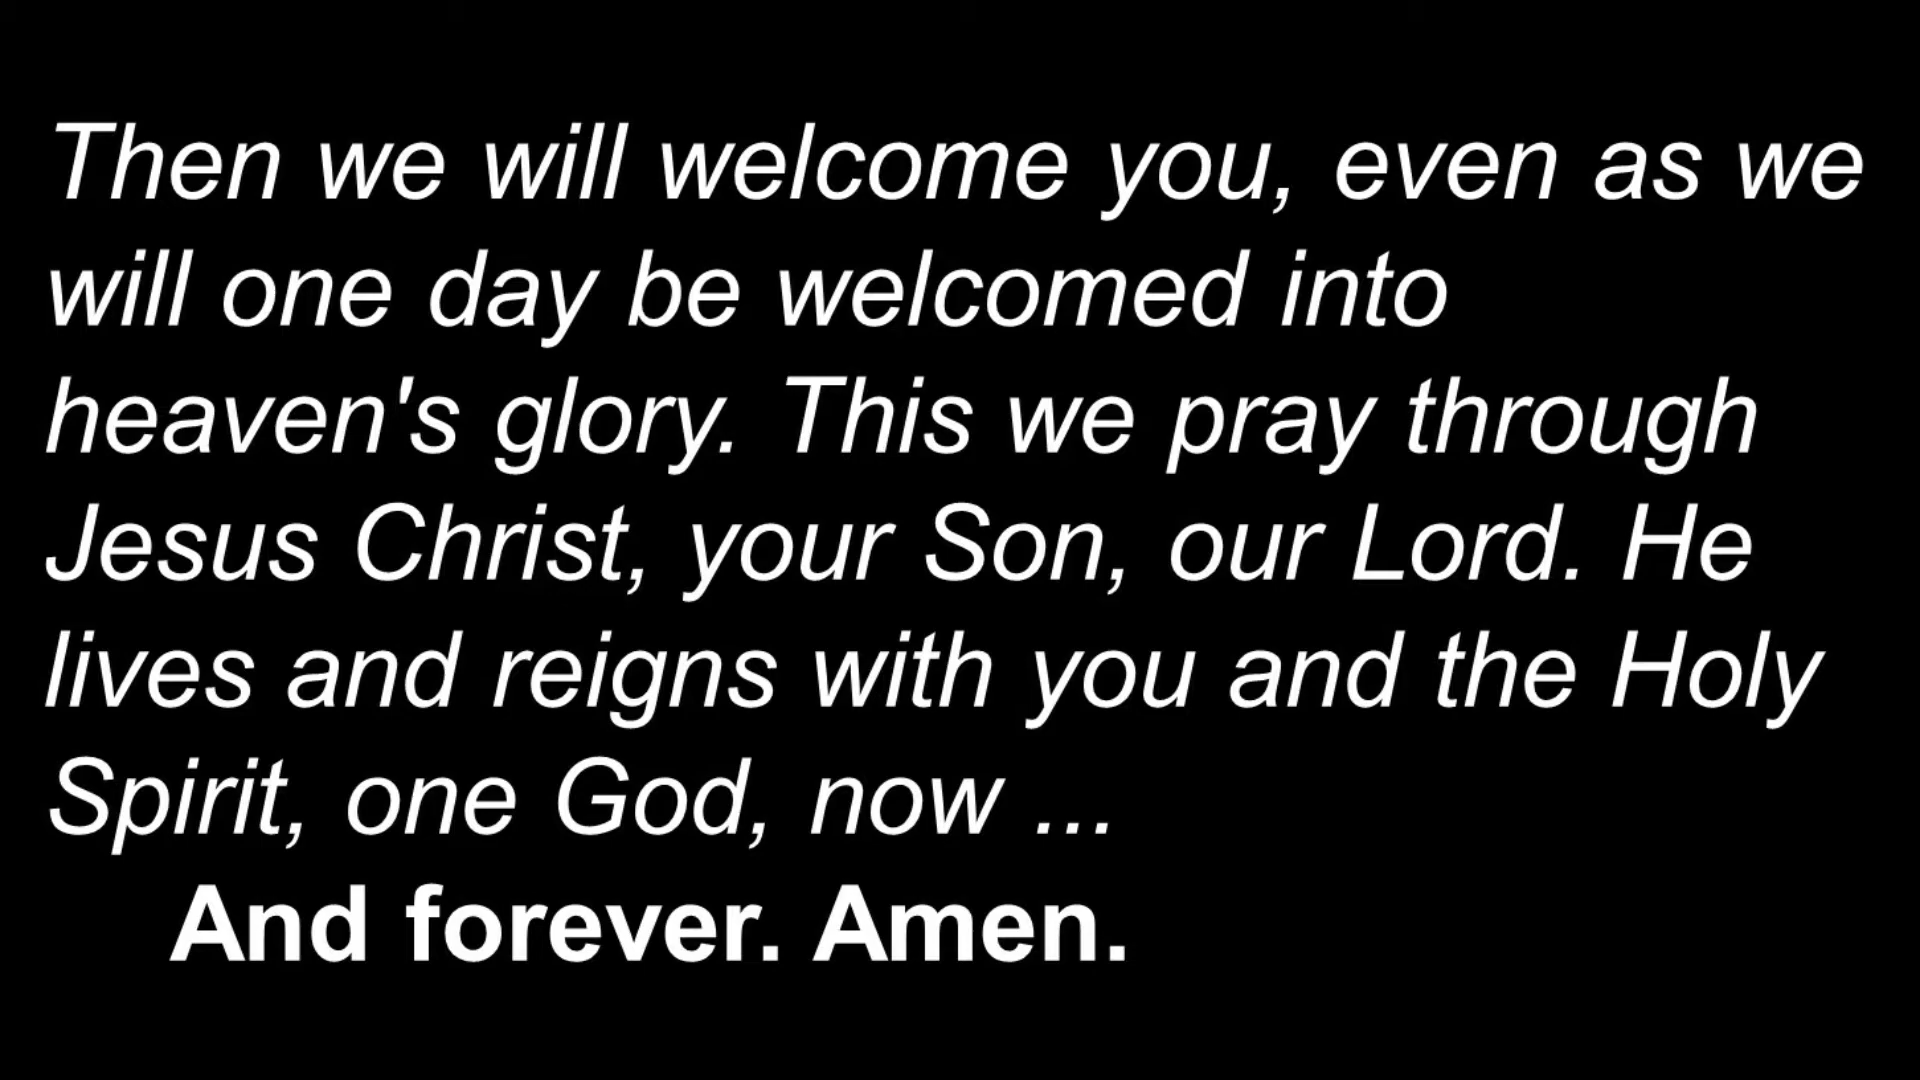 Then we will welcome you, even as we
will one day be welcomed into
heaven's glory. This we pray through
Jesus Christ, your Son, our Lord. He
lives and reigns with you and the Holy
Spirit, one God, now ...
And forever. Amen.